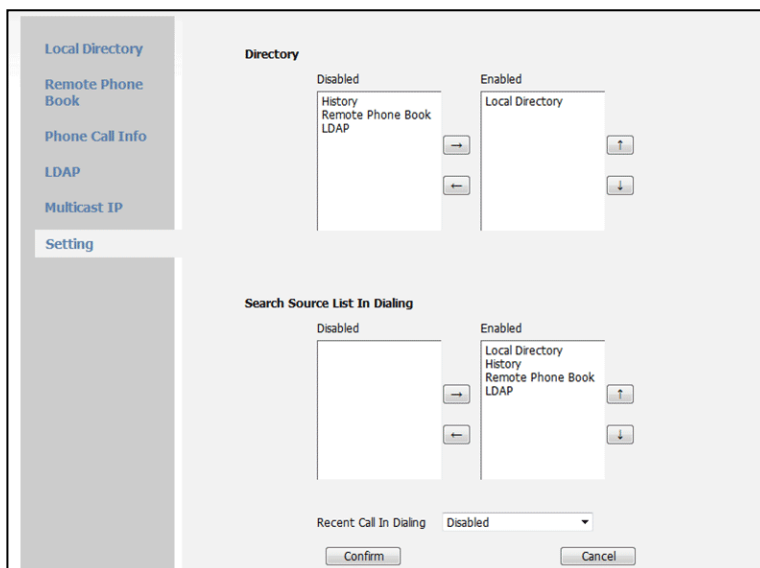 Local Directory
Remote Phone
Book
Phone Call Info
LDAP
Multicast IP
Setting
Directory
Disabled
Enabled
History
Remote Phone Book
LDAP
Local Directory
→
←
↑
↓
Search Source List In Dialing
Disabled
Enabled
Local Directory
History
Remote Phone Book
LDAP
→
←
↑
↓
Recent Call In Dialing Disabled
Confirm Cancel